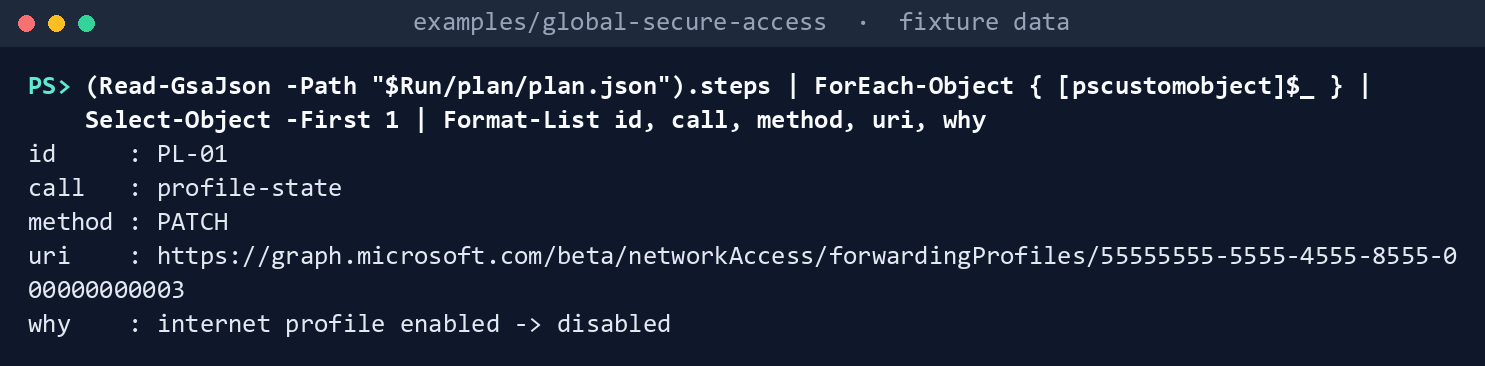 examples/global-secure-access · fixture data
PS> (Read-GsaJson -Path "$Run/plan/plan.json").steps | ForEach-Object { [pscustomobject]$_ } |
    Select-Object -First 1 | Format-List id, call, method, uri, why
id     : PL-01
call   : profile-state
method : PATCH
uri    : https://graph.microsoft.com/beta/networkAccess/forwardingProfiles/55555555-5555-4555-8555-0
00000000003
why    : internet profile enabled -> disabled